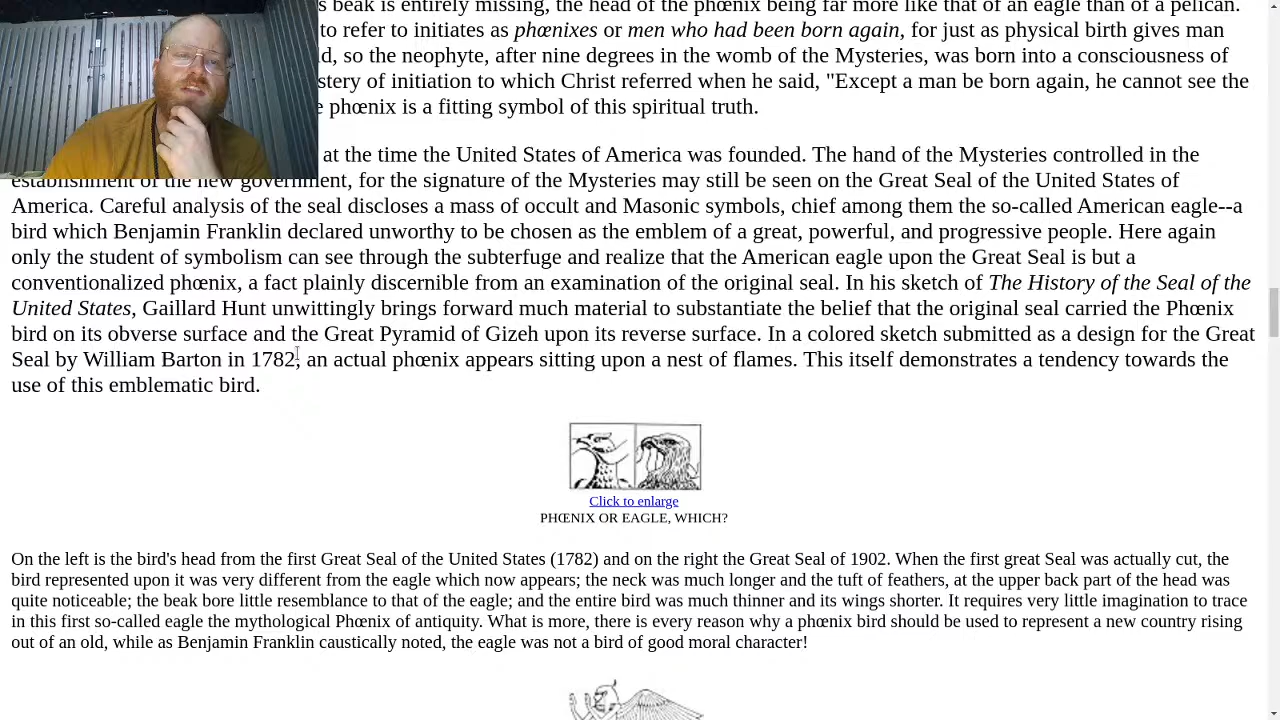 s beak is entirely missing, the head of the phœnix being far more like that of an eagle than of a pelican.
to refer to initiates as phœnixes or men who had been born again, for just as physical birth gives man
ld, so the neophyte, after nine degrees in the womb of the Mysteries, was born into a consciousness of
stery of initiation to which Christ referred when he said, "Except a man be born again, he cannot see the
e phœnix is a fitting symbol of this spiritual truth.
at the time the United States of America was founded. The hand of the Mysteries controlled in the
establishment of the new government, for the signature of the Mysteries may still be seen on the Great Seal of the United States of
America. Careful analysis of the seal discloses a mass of occult and Masonic symbols, chief among them the so-called American eagle--a
bird which Benjamin Franklin declared unworthy to be chosen as the emblem of a great, powerful, and progressive people. Here again
only the student of symbolism can see through the subterfuge and realize that the American eagle upon the Great Seal is but a
conventionalized phœnix, a fact plainly discernible from an examination of the original seal. In his sketch of The History of the Seal of the
United States, Gaillard Hunt unwittingly brings forward much material to substantiate the belief that the original seal carried the Phœnix
bird on its obverse surface and the Great Pyramid of Gizeh upon its reverse surface. In a colored sketch submitted as a design for the Great
Seal by William Barton in 1782, an actual phœnix appears sitting upon a nest of flames. This itself demonstrates a tendency towards the
use of this emblematic bird.
Click to enlarge
PHŒNIX OR EAGLE, WHICH?
On the left is the bird's head from the first Great Seal of the United States (1782) and on the right the Great Seal of 1902. When the first great Seal was actually cut, the
bird represented upon it was very different from the eagle which now appears; the neck was much longer and the tuft of feathers, at the upper back part of the head was
quite noticeable; the beak bore little resemblance to that of the eagle; and the entire bird was much thinner and its wings shorter. It requires very little imagination to trace
in this first so-called eagle the mythological Phœnix of antiquity. What is more, there is every reason why a phœnix bird should be used to represent a new country rising
out of an old, while as Benjamin Franklin caustically noted, the eagle was not a bird of good moral character!